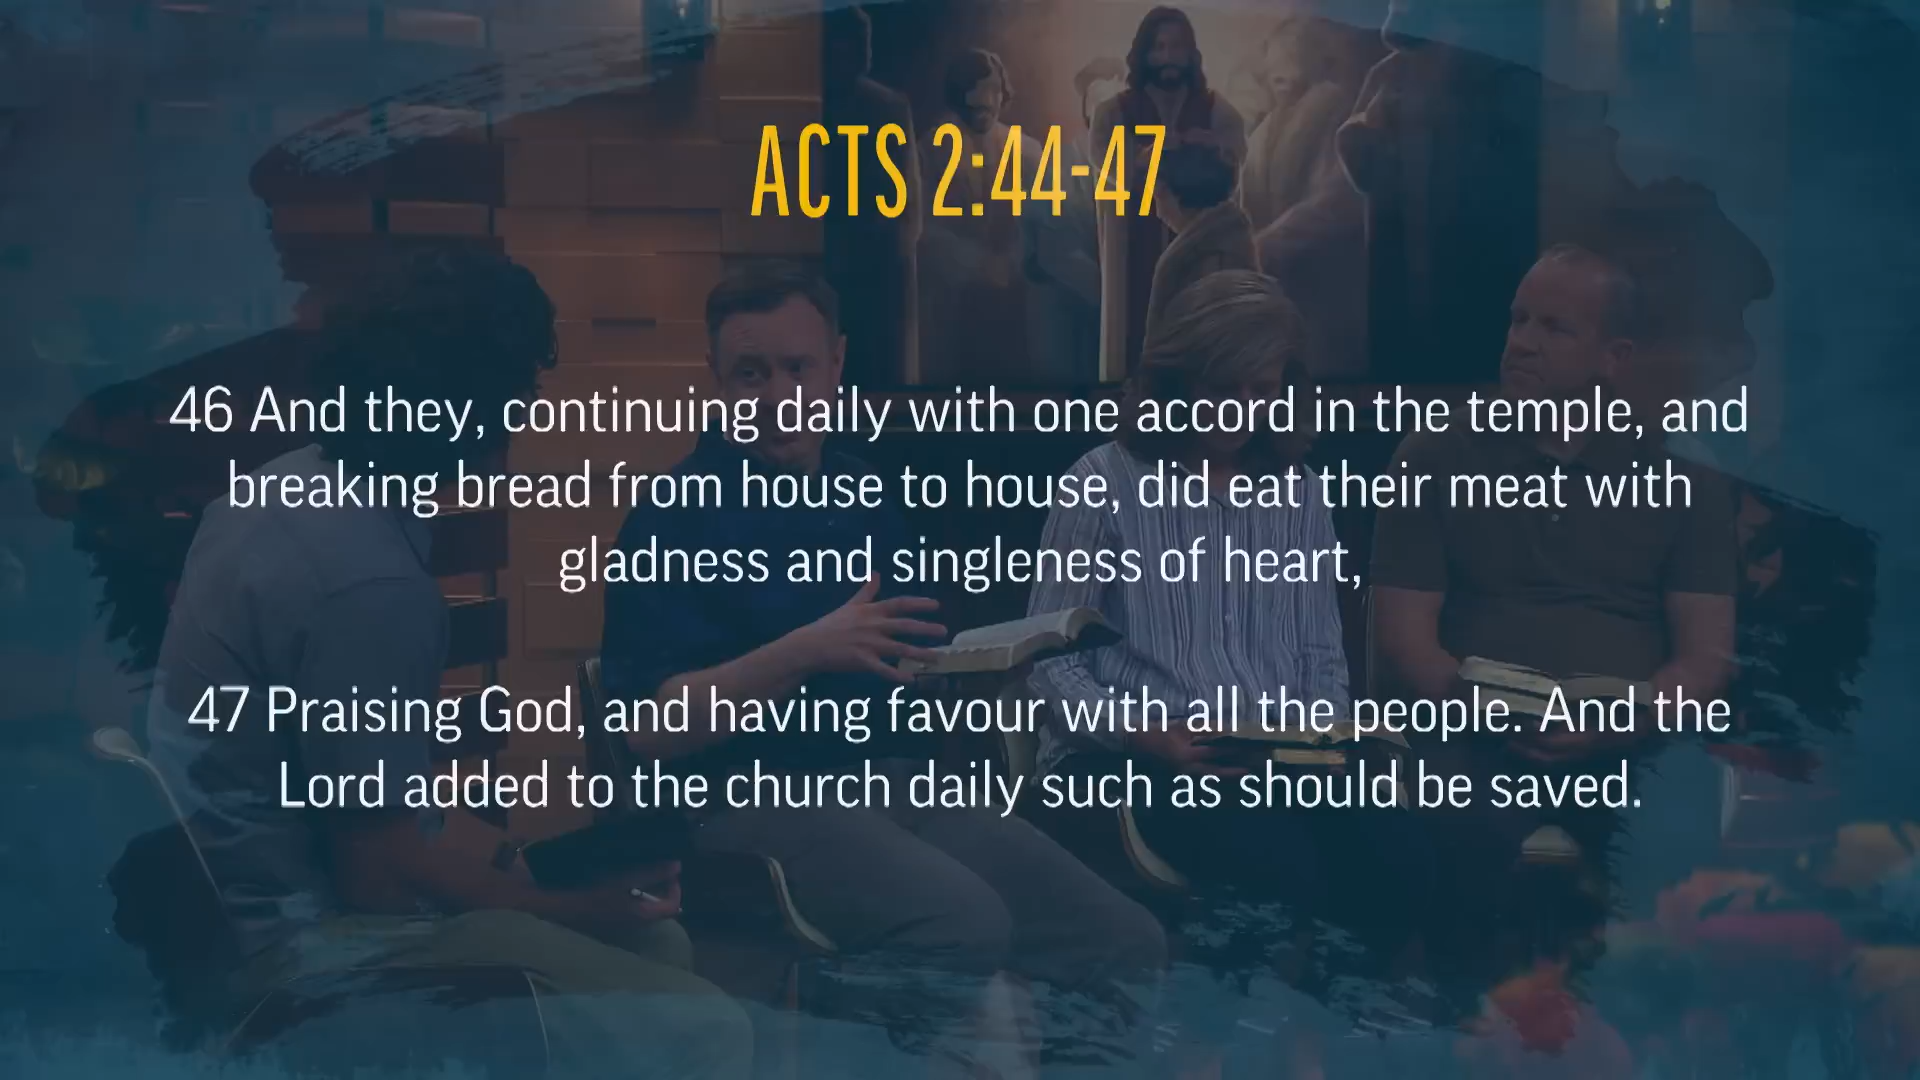 ACTS 2:44-47
46 And they, continuing daily with one accord in the temple, and
breaking bread from house to house, did eat their meat with
gladness and singleness of heart,
47 Praising God, and having favour with all the people. And the
Lord added to the church daily such as should be saved.